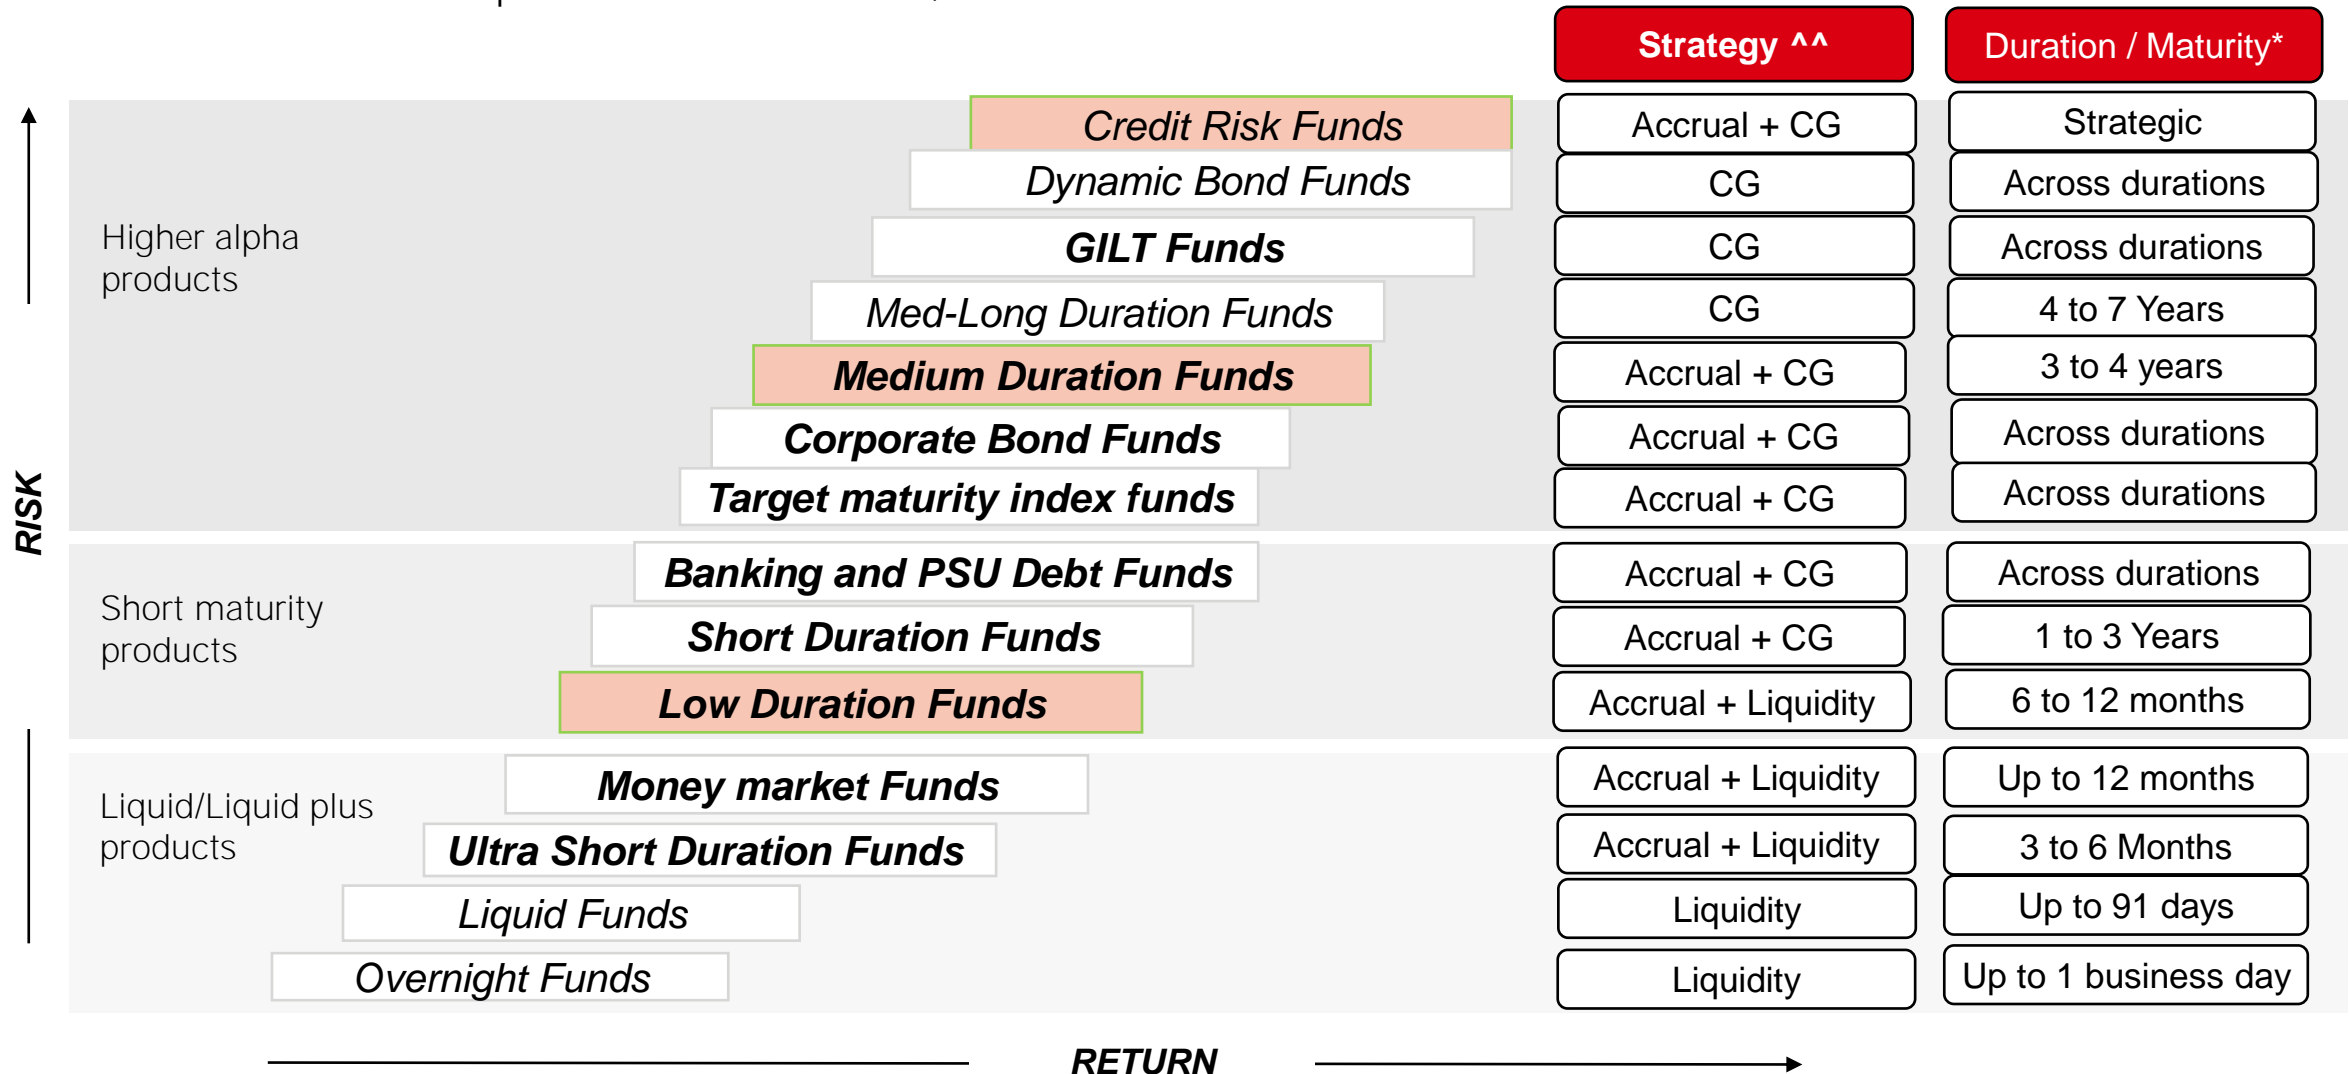 Strategy ^^ Duration / Maturity*
Credit Risk Funds Accrual + CG Strategic
Dynamic Bond Funds CG Across durations
Higher alpha
products
GILT Funds CG Across durations
Med-Long Duration Funds CG 4 to 7 Years
Medium Duration Funds Accrual + CG 3 to 4 years
Corporate Bond Funds Accrual + CG Across durations
Target maturity index funds Accrual + CG Across durations
RISK
Banking and PSU Debt Funds Accrual + CG Across durations
Short maturity
products
Short Duration Funds Accrual + CG 1 to 3 Years
Low Duration Funds Accrual + Liquidity 6 to 12 months
Money market Funds Accrual + Liquidity Up to 12 months
Liquid/Liquid plus
products
Ultra Short Duration Funds Accrual + Liquidity 3 to 6 Months
Liquid Funds Liquidity Up to 91 days
Overnight Funds Liquidity Up to 1 business day
RETURN